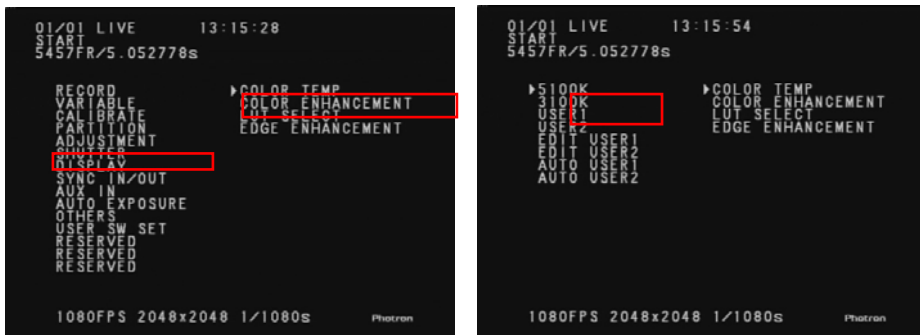 01/01 LIVE 13:15:28
START
5457FR/5.052778s
RECORD ▶COLOR TEMP
VARIABLE COLOR ENHANCEMENT
CALIBRATE LUT SELECT
PARTITION EDGE ENHANCEMENT
ADJUSTMENT
SHUTTER
DISPLAY
SYNC IN/OUT
AUX IN
AUTO EXPOSURE
OTHERS
USER SW SET
RESERVED
RESERVED
RESERVED
1080FPS 2048x2048 1/1080s Photron
01/01 LIVE 13:15:54
START
5457FR/5.052778s
▶5100K ▶COLOR TEMP
3100K COLOR ENHANCEMENT
USER1 LUT SELECT
USER2 EDGE ENHANCEMENT
EDIT USER1
EDIT USER2
AUTO USER1
AUTO USER2
1080FPS 2048x2048 1/1080s Photron